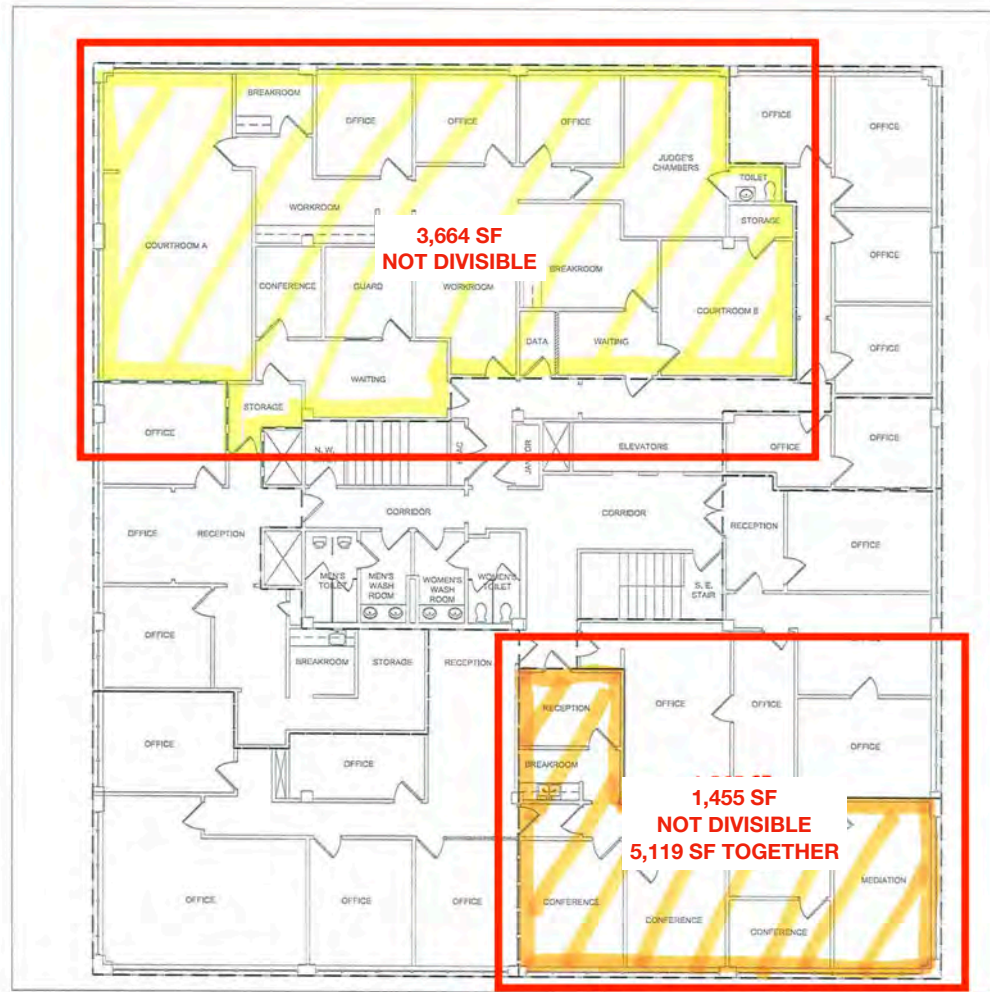 BREAKROOM
OFFICE
OFFICE
OFFICE
OFFICE
OFFICE
JUDGE'S
CHAMBERS
TOILET
WORKROOM
STORAGE
COURTROOM A
3,664 SF
NOT DIVISIBLE
OFFICE
BREAKROOM
CONFERENCE
GUARD
WORKROOM
COURTROOM B
DATA
WAITING
OFFICE
WAITING
STORAGE
OFFICE
N. W.
HVAC
JANITOR
ELEVATORS
OFFICE
OFFICE
OFFICE
RECEPTION
CORRIDOR
CORRIDOR
RECEPTION
OFFICE
MEN'S
TOILET
MEN'S
WASH
ROOM
WOMEN'S
WASH
ROOM
WOMEN'S
TOILET
S. E.
STAIR
OFFICE
BREAKROOM
STORAGE
RECEPTION
RECEPTION
OFFICE
OFFICE
OFFICE
OFFICE
OFFICE
BREAKROOM
1,455 SF
NOT DIVISIBLE
5,119 SF TOGETHER
MEDIATION
OFFICE
OFFICE
OFFICE
CONFERENCE
CONFERENCE
CONFERENCE